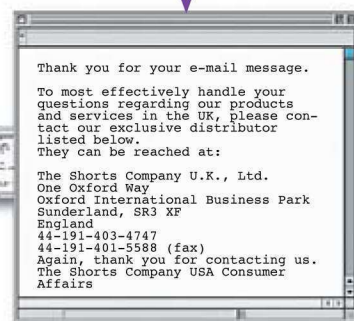 Thank you for your e-mail message.
To most effectively handle your
questions regarding our products
and services in the UK, please con-
tact our exclusive distributor
listed below.
They can be reached at:
The Shorts Company U.K., Ltd.
One Oxford Way
Oxford International Business Park
Sunderland, SR3 XF
England
44-191-403-4747
44-191-401-5588 (fax)
Again, thank you for contacting us.
The Shorts Company USA Consumer
Affairs